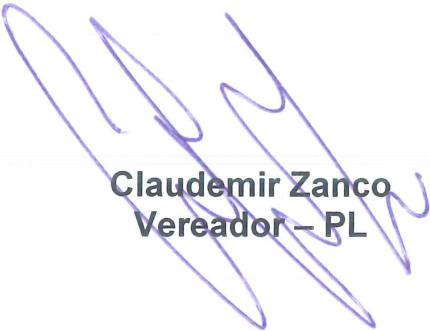 Claudemir Zanco
Vereador – PL